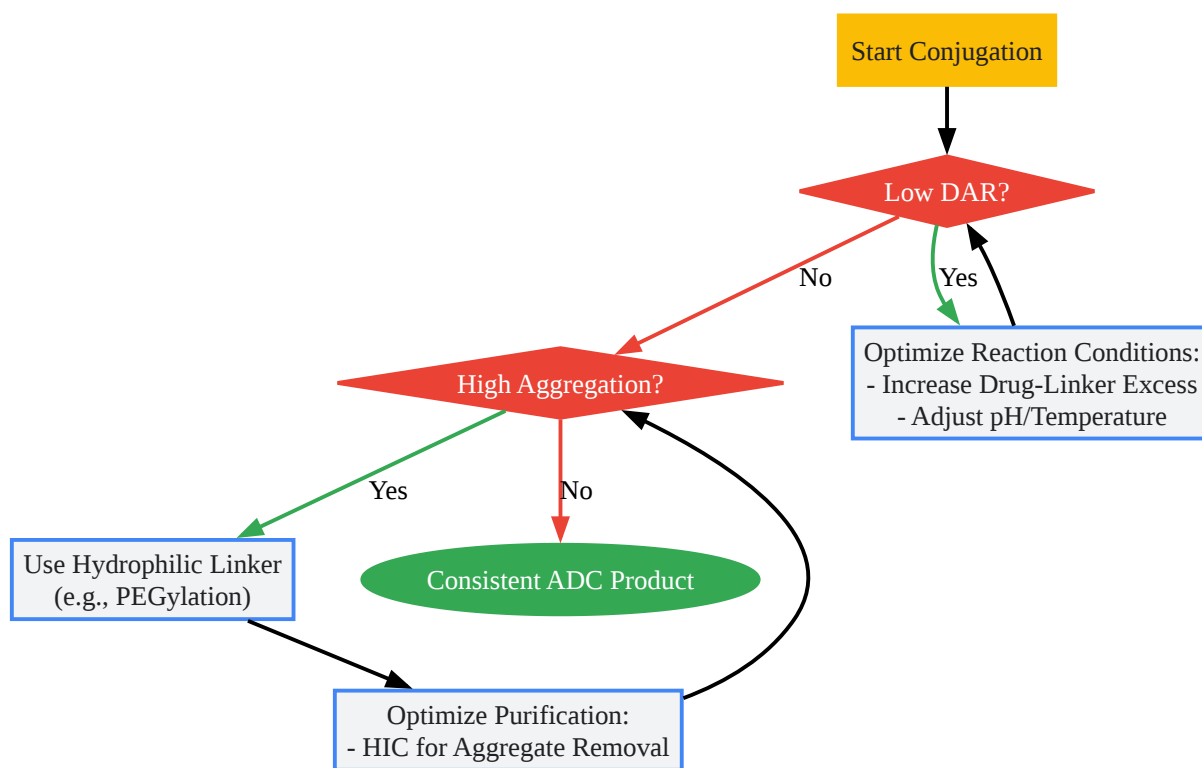 Start Conjugation
Low DAR?
No
Yes
Optimize Reaction Conditions:
- Increase Drug-Linker Excess
- Adjust pH/Temperature
High Aggregation?
Yes
No
Use Hydrophilic Linker
(e.g., PEGylation)
Consistent ADC Product
Optimize Purification:
- HIC for Aggregate Removal